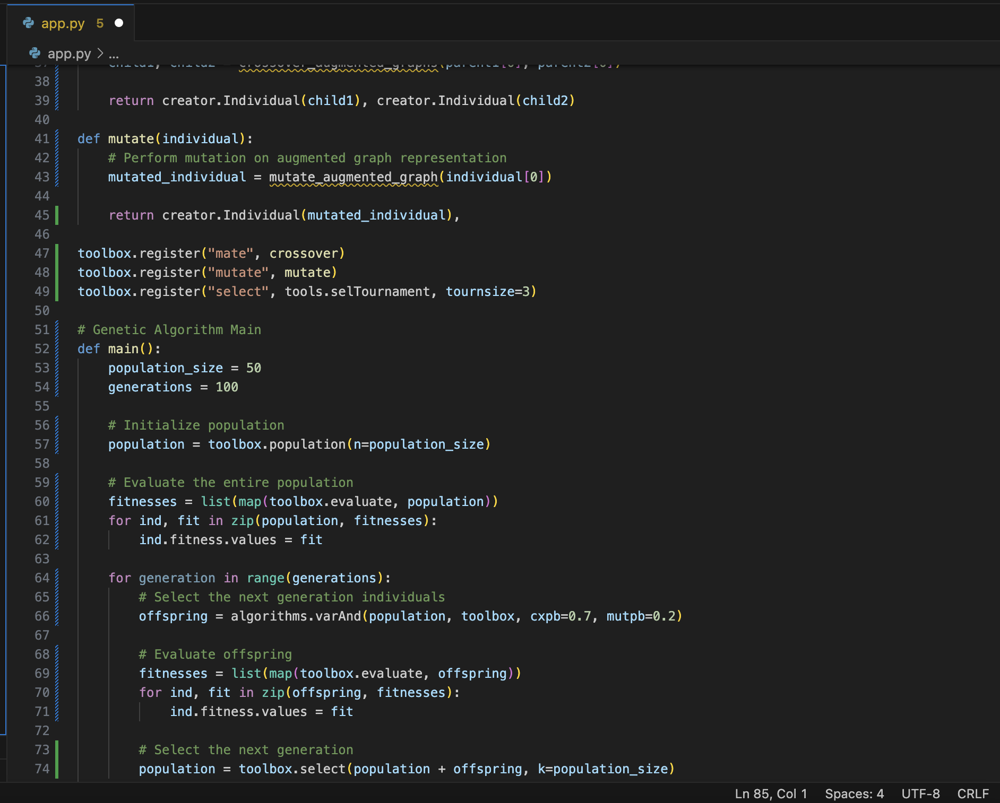 app.py 5
app.py > ...
37 child1, child2 = crossover_augmented_graphs(parent1[0], parent2[0])
38
39 return creator.Individual(child1), creator.Individual(child2)
40
41 def mutate(individual):
42 # Perform mutation on augmented graph representation
43 mutated_individual = mutate_augmented_graph(individual[0])
44
45 return creator.Individual(mutated_individual),
46
47 toolbox.register("mate", crossover)
48 toolbox.register("mutate", mutate)
49 toolbox.register("select", tools.selTournament, tournsize=3)
50
51 # Genetic Algorithm Main
52 def main():
53 population_size = 50
54 generations = 100
55
56 # Initialize population
57 population = toolbox.population(n=population_size)
58
59 # Evaluate the entire population
60 fitnesses = list(map(toolbox.evaluate, population))
61 for ind, fit in zip(population, fitnesses):
62 ind.fitness.values = fit
63
64 for generation in range(generations):
65 # Select the next generation individuals
66 offspring = algorithms.varAnd(population, toolbox, cxpb=0.7, mutpb=0.2)
67
68 # Evaluate offspring
69 fitnesses = list(map(toolbox.evaluate, offspring))
70 for ind, fit in zip(offspring, fitnesses):
71 ind.fitness.values = fit
72
73 # Select the next generation
74 population = toolbox.select(population + offspring, k=population_size)
Ln 85, Col 1 Spaces: 4 UTF-8 CRLF